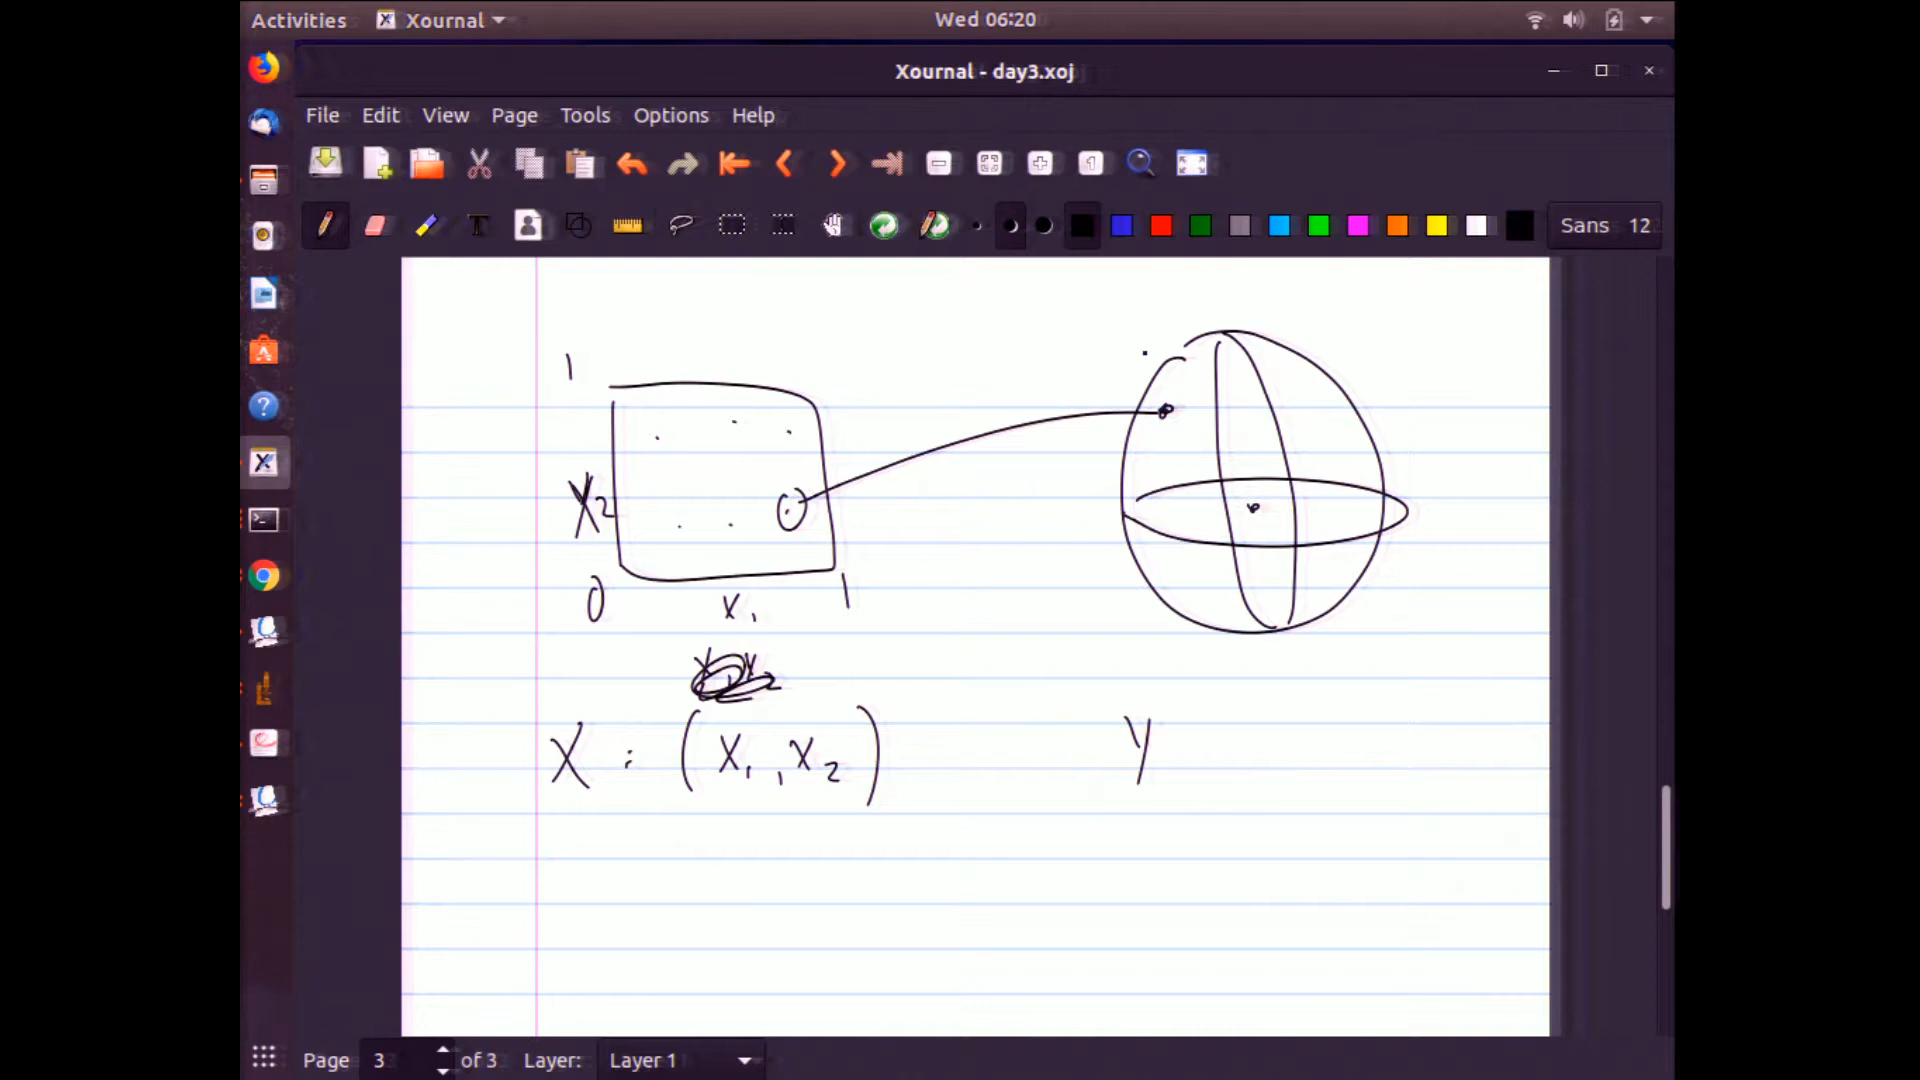 Activities Xournal Wed 06:20
Xournal - day3.xoj
File Edit View Page Tools Options Help
Sans 12
1
X2
0 X1 1
X : (X1, X2) Y
Page 3 of 3 Layer: Layer 1